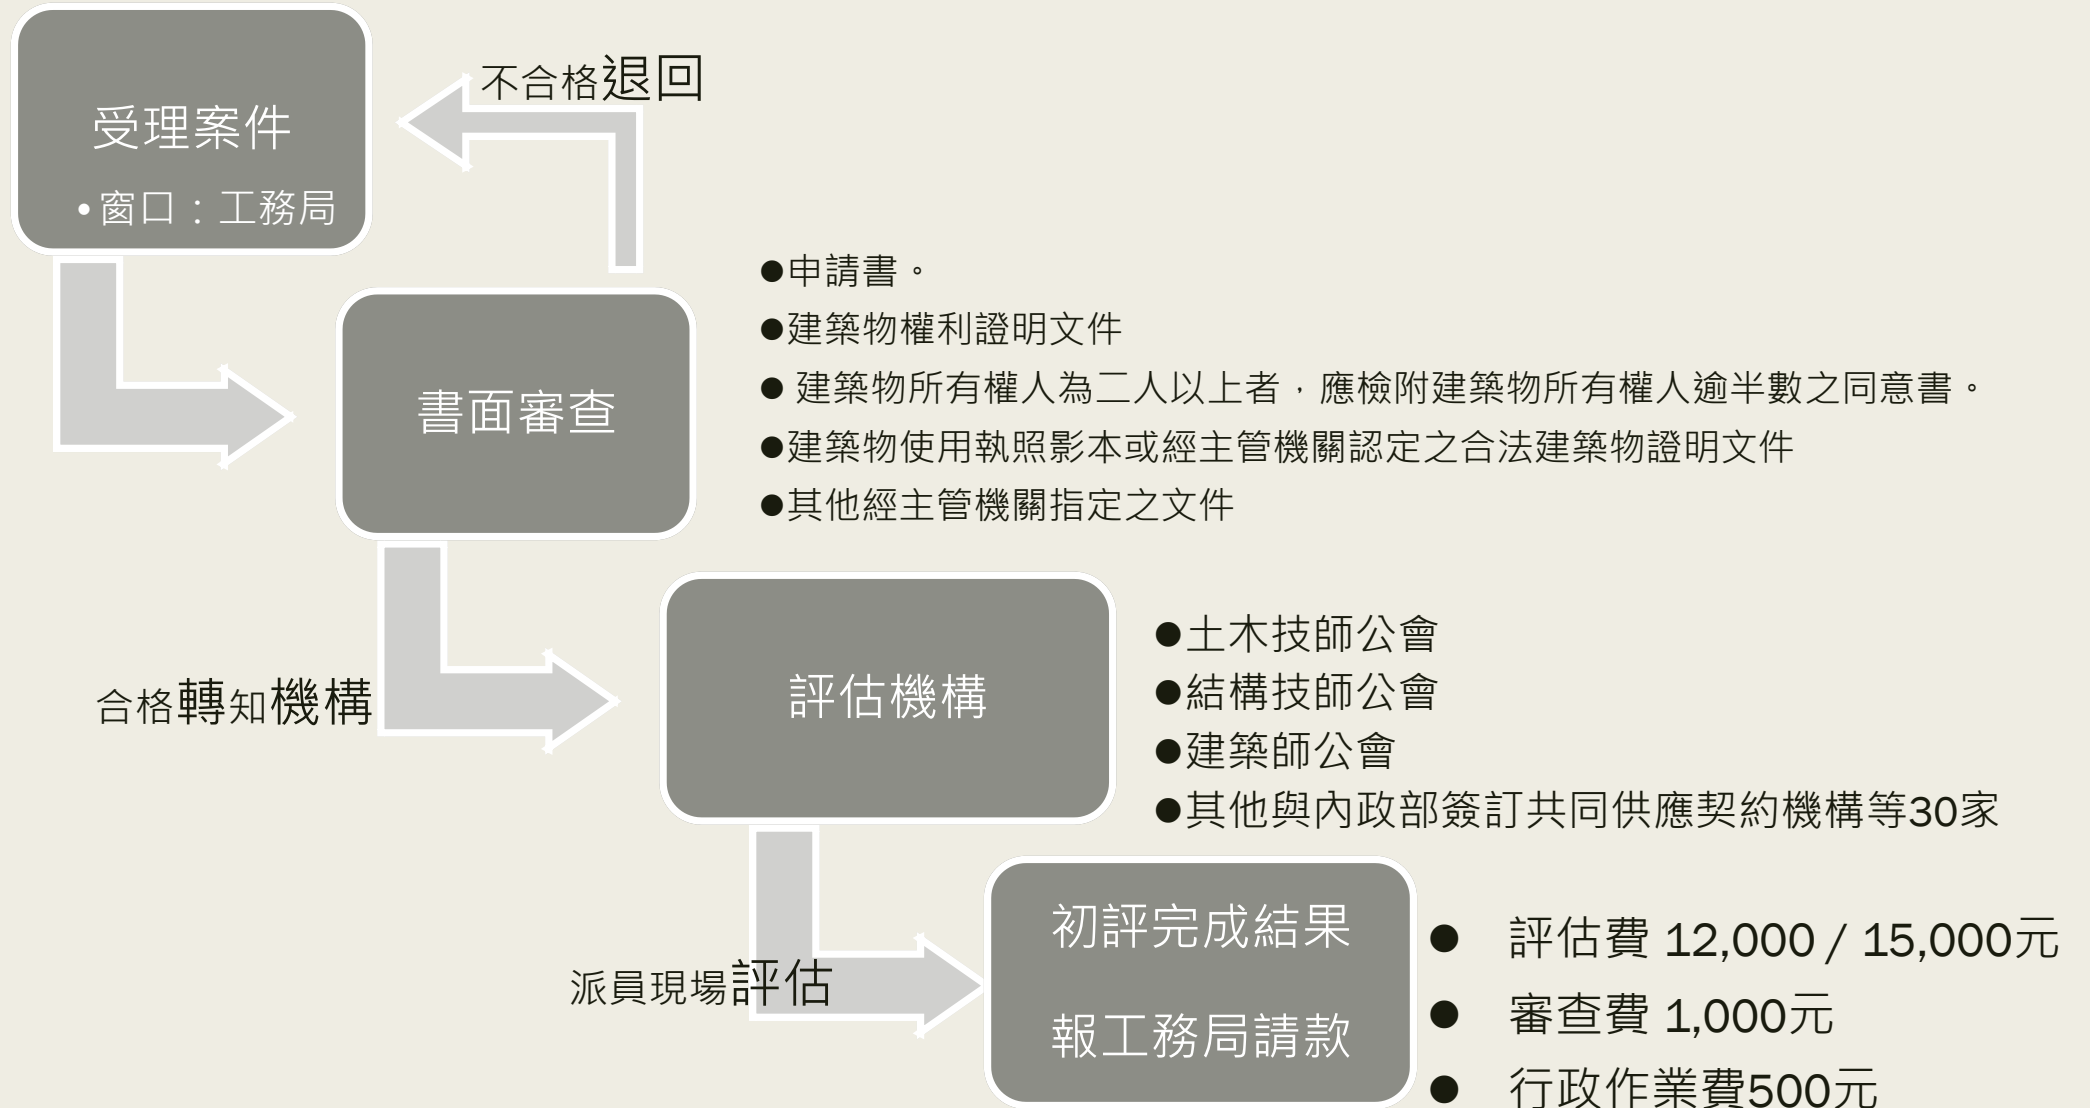 受理案件
•窗口：工務局
不合格退回
書面審查
●申請書。
●建築物權利證明文件
● 建築物所有權人為二人以上者，應檢附建築物所有權人逾半數之同意書。
●建築物使用執照影本或經主管機關認定之合法建築物證明文件
●其他經主管機關指定之文件
合格轉知機構
評估機構
●土木技師公會
●結構技師公會
●建築師公會
●其他與內政部簽訂共同供應契約機構等30家
派員現場評估
初評完成結果
報工務局請款
● 評估費 12,000 / 15,000元
● 審查費 1,000元
● 行政作業費500元